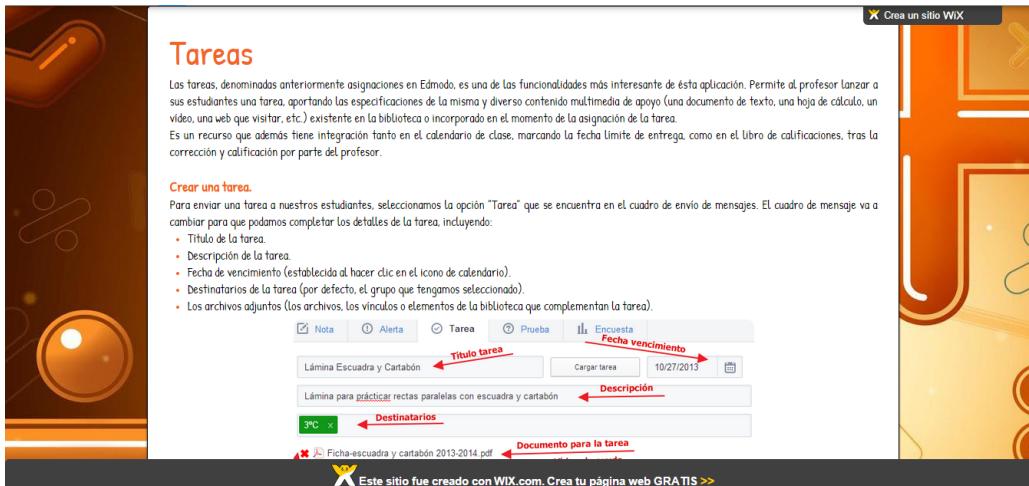 Crea un sitio WiX
Tareas
Las tareas, denominadas anteriormente asignaciones en Edmodo, es una de las funcionalidades más interesante de ésta aplicación. Permite al profesor lanzar a
sus estudiantes una tarea, aportando las especificaciones de la misma y diverso contenido multimedia de apoyo (una documento de texto, una hoja de cálculo, un
vídeo, una web que visitar, etc.) existente en la biblioteca o incorporado en el momento de la asignación de la tarea.
Es un recurso que además tiene integración tanto en el calendario de clase, marcando la fecha límite de entrega, como en el libro de calificaciones, tras la
corrección y calificación por parte del profesor.
Crear una tarea.
Para enviar una tarea a nuestros estudiantes, seleccionamos la opción "Tarea" que se encuentra en el cuadro de envío de mensajes. El cuadro de mensaje va a
cambiar para que podamos completar los detalles de la tarea, incluyendo:
• Título de la tarea.
• Descripción de la tarea.
• Fecha de vencimiento (establecida al hacer clic en el icono de calendario).
• Destinatarios de la tarea (por defecto, el grupo que tengamos seleccionado).
• Los archivos adjuntos (los archivos, los vínculos o elementos de la biblioteca que complementan la tarea).
Nota Alerta Tarea Prueba Encuesta
Fecha vencimiento
Título tarea
Lámina Escuadra y Cartabón Cargar tarea 10/27/2013
Lámina para prácticar rectas paralelas con escuadra y cartabón Descripción
3ºC x Destinatarios
Documento para la tarea
Ficha-escuadra y cartabón 2013-2014.pdf
Este sitio fue creado con WIX.com. Crea tu página web GRATIS >>